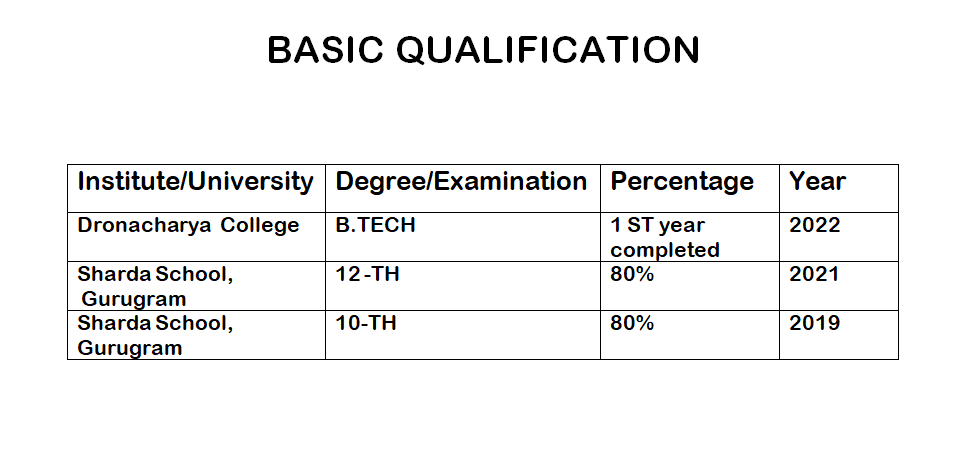 BASIC QUALIFICATION
Institute/University Degree/Examination Percentage Year
Dronacharya College B.TECH 1 ST year 2022
completed
Sharda School, 12 -TH 80% 2021
Gurugram
Sharda School, 10-TH 80% 2019
Gurugram